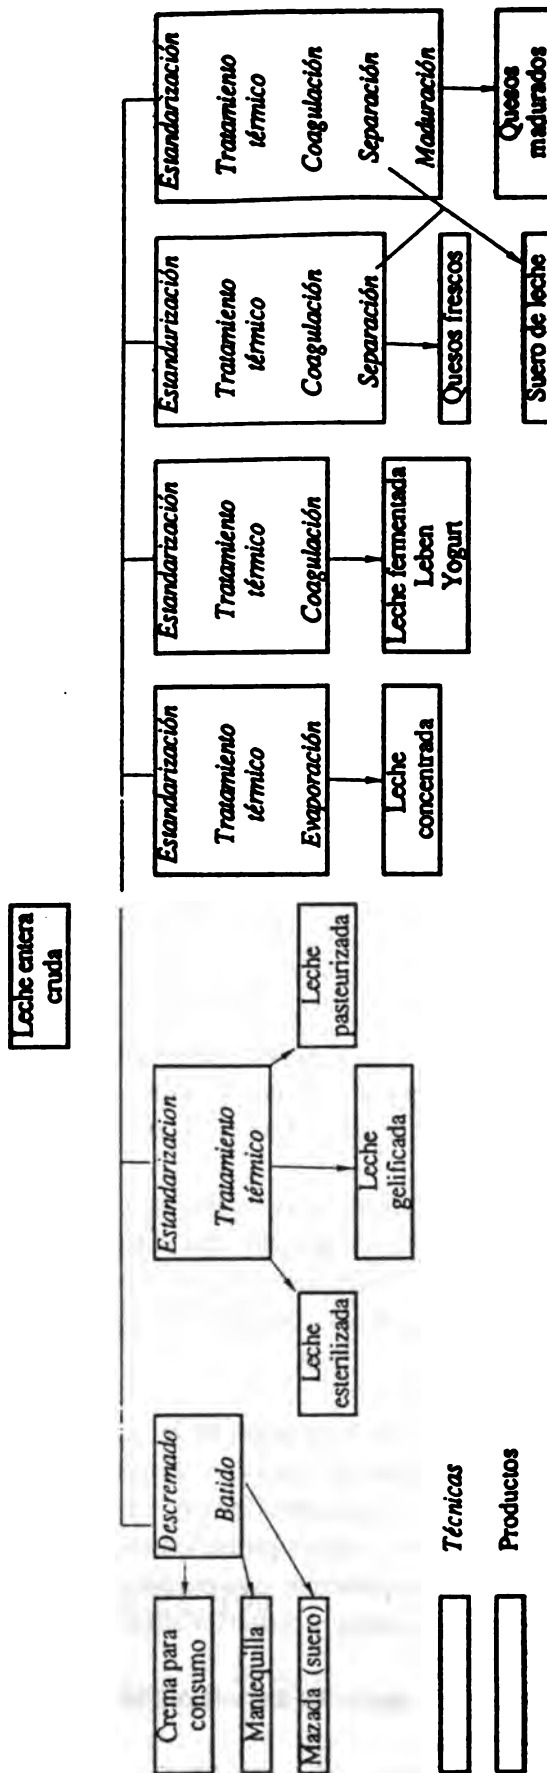 Leche entera
cruda
Descremado
Batido
Crema para
consumo
Mantequilla
Mazada (suero)
Estandarizacion
Tratamiento
térmico
Leche
esterilizada
Leche
gelificada
Leche
pasteurizada
Estandarización
Tratamiento
térmico
Evaporación
Leche
concentrada
Estandarización
Tratamiento
térmico
Coagulación
Leche fermentada
Leben
Yogurt
Estandarización
Tratamiento
térmico
Coagulación
Separación
Quesos frescos
Suero de leche
Estandarización
Tratamiento
térmico
Coagulación
Separación
Maduración
Quesos
madurados
Técnicas
Productos